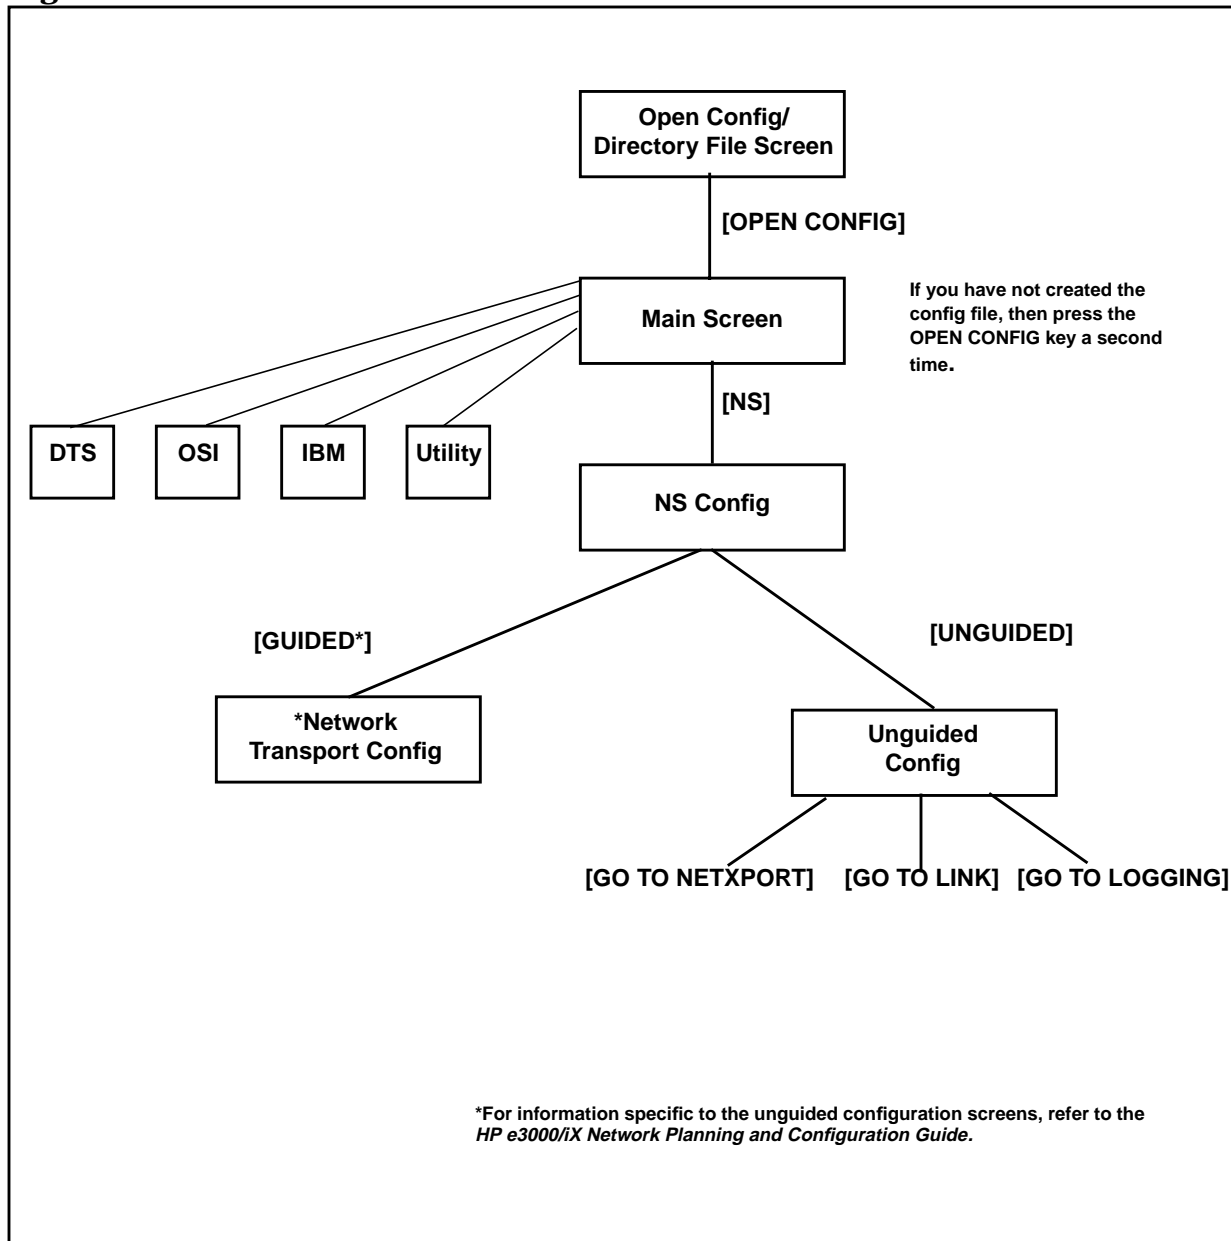 Open Config/
Directory File Screen
[OPEN CONFIG]
Main Screen
If you have not created the
config file, then press the
OPEN CONFIG key a second
time.
[NS]
DTS
OSI
IBM
Utility
NS Config
[GUIDED*]
[UNGUIDED]
*Network
Transport Config
Unguided
Config
[GO TO NETXPORT]
[GO TO LINK]
[GO TO LOGGING]
*For information specific to the unguided configuration screens, refer to the
HP e3000/iX Network Planning and Configuration Guide.